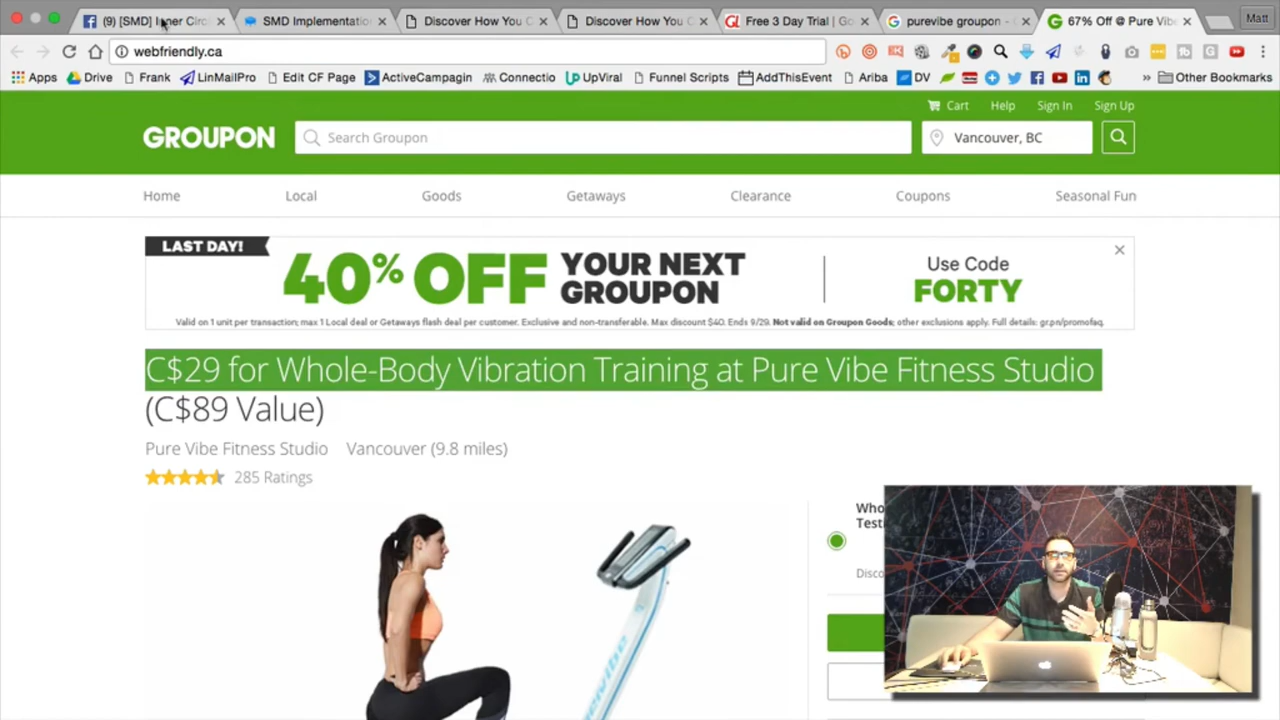 (9) [SMD] Inner Circ
SMD Implementatio
Discover How You C
Discover How You C
Free 3 Day Trial | Go
purevibe groupon - G
67% Off @ Pure Vib
Matt
webfriendly.ca
Apps
Drive
Frank
LinMailPro
Edit CF Page
ActiveCampagin
Connectio
UpViral
Funnel Scripts
AddThisEvent
Ariba
DV
Other Bookmarks
Cart
Help
Sign In
Sign Up
GROUPON
Search Groupon
Vancouver, BC
Home
Local
Goods
Getaways
Clearance
Coupons
Seasonal Fun
LAST DAY!
40% OFF
YOUR NEXT
GROUPON
Use Code
FORTY
Valid on 1 unit per transaction; max 1 Local deal or Getaways flash deal per customer. Exclusive and non-transferable. Max discount $40. Ends 9/29. Not valid on Groupon Goods; other exclusions apply. Full details: gr.pn/promofaq.
C$29 for Whole-Body Vibration Training at Pure Vibe Fitness Studio
(C$89 Value)
Pure Vibe Fitness Studio
Vancouver (9.8 miles)
285 Ratings
Who
Testi
Disco